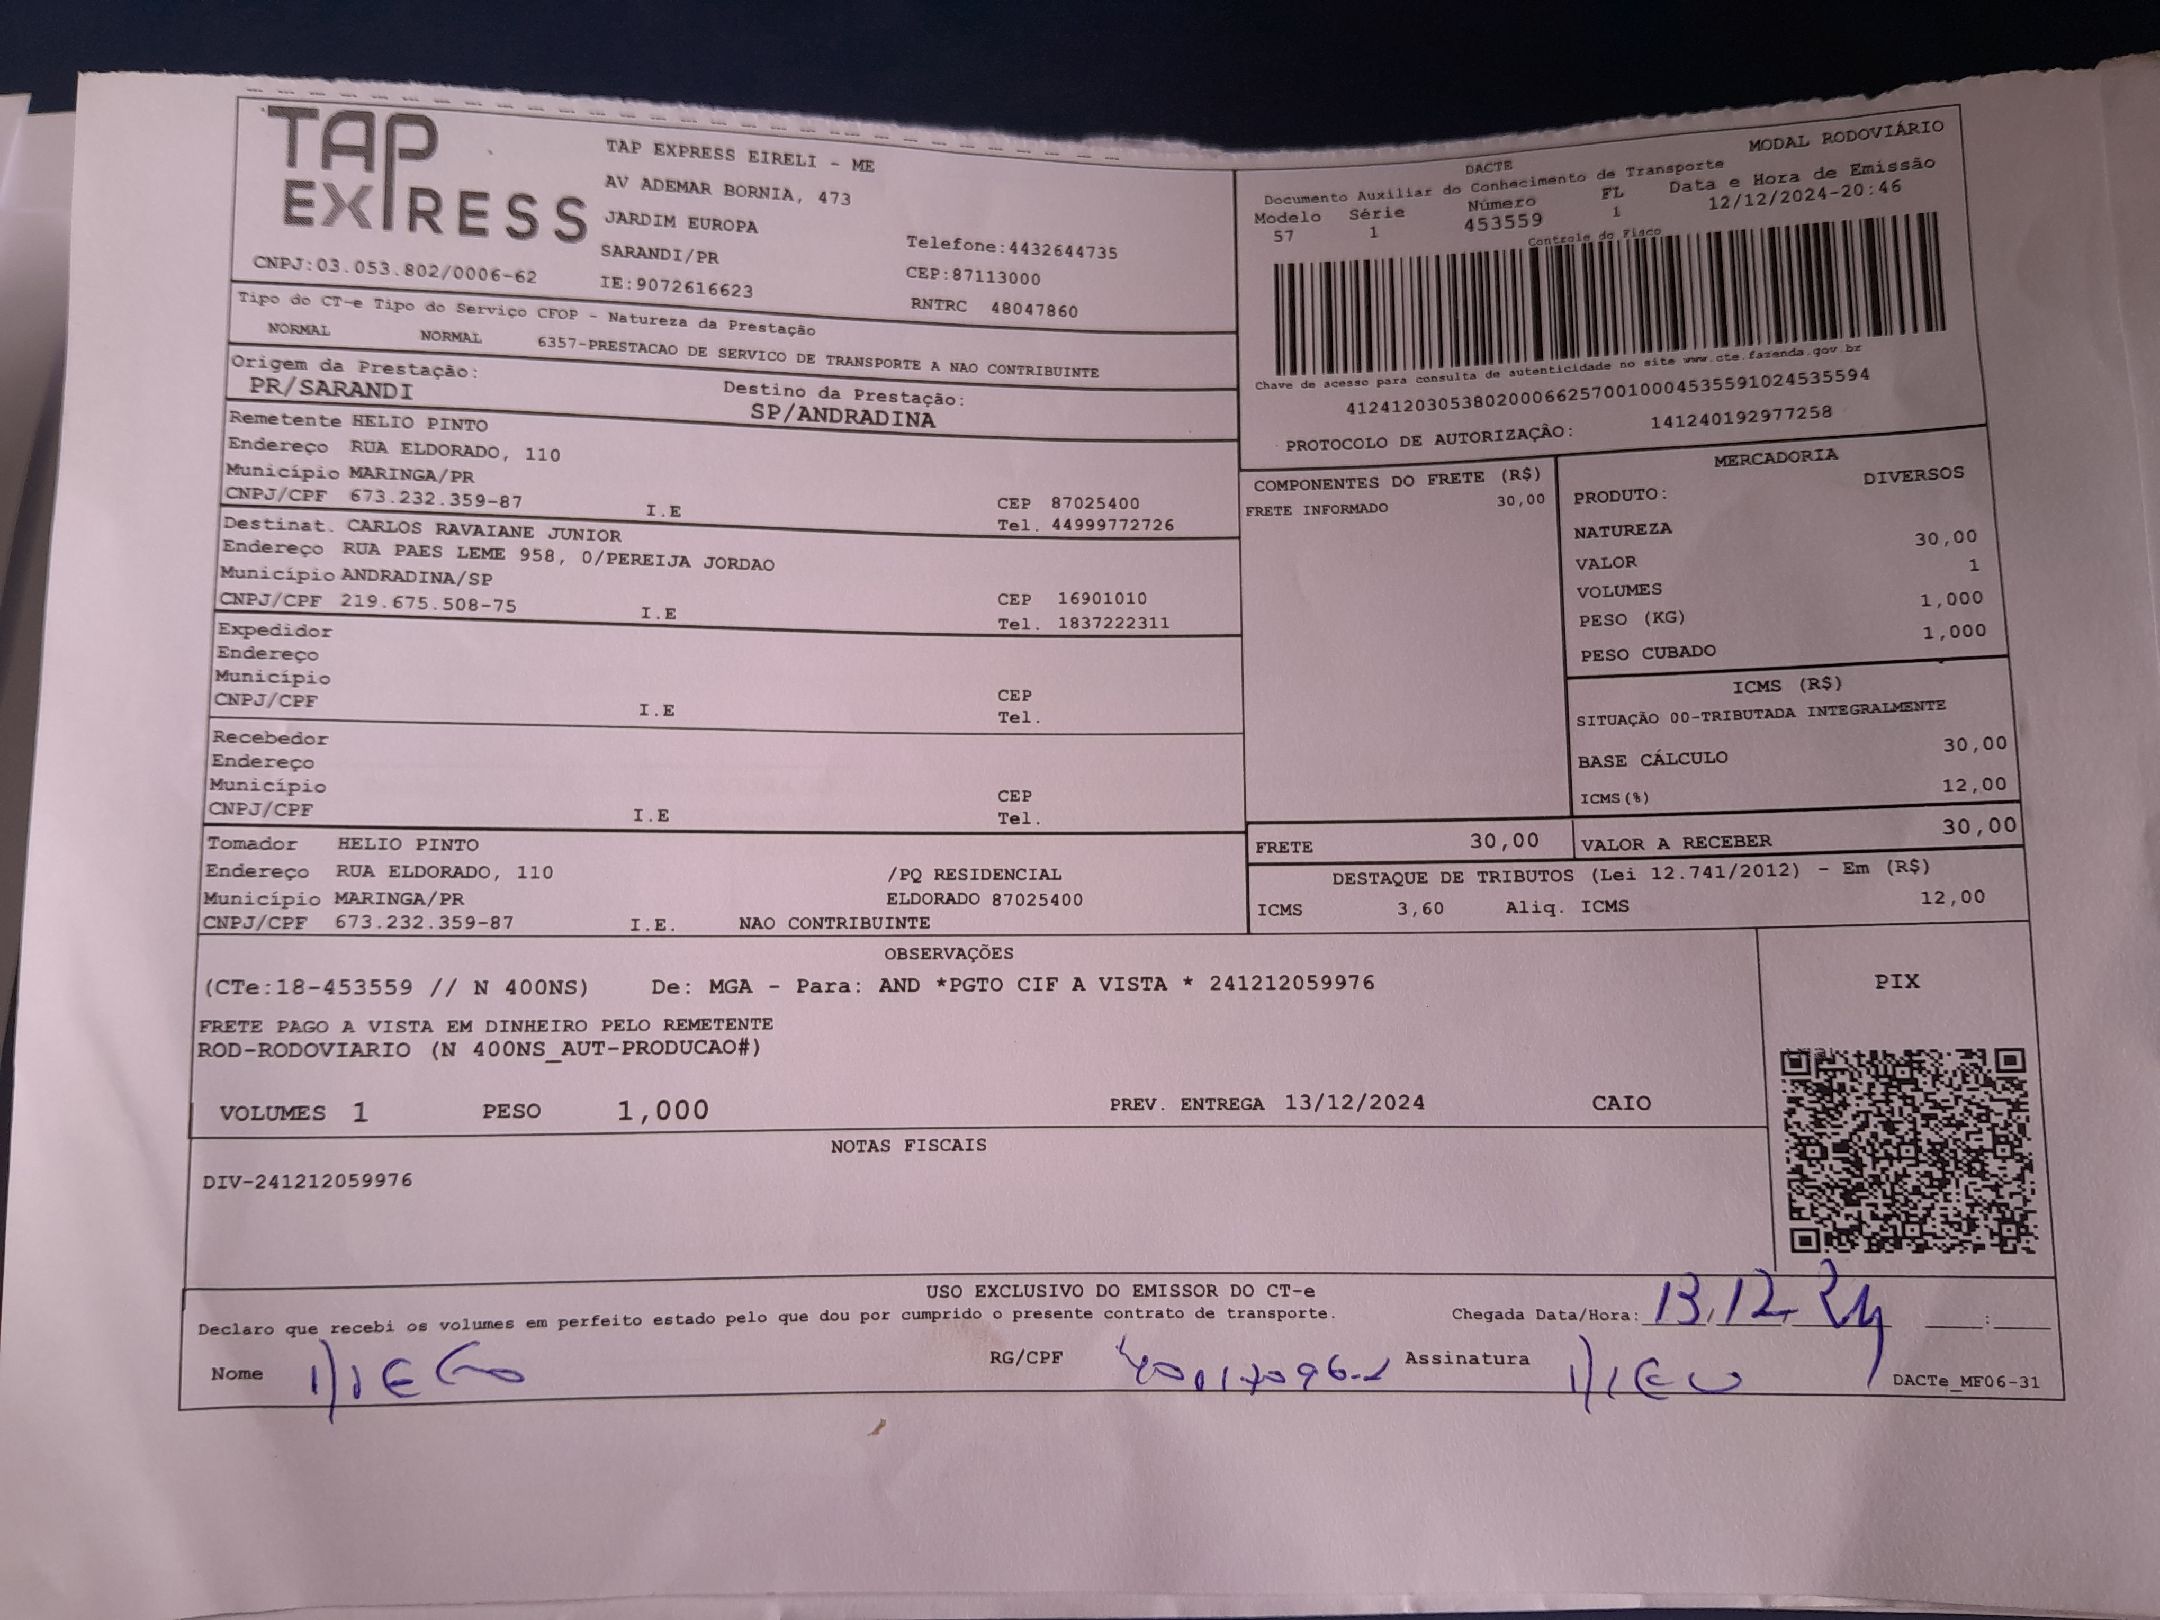 TAP
EXPRESS
CNPJ:03.053.802/0006-62
TAP EXPRESS EIRELI - ME
AV ADEMAR BORNIA, 473
JARDIM EUROPA
SARANDI/PR
IE:9072616623
Telefone:4432644735
CEP:87113000
RNTRC 48047860
DACTE
MODAL RODOVIÁRIO
Documento Auxiliar do Conhecimento de Transporte
Modelo Série Número FL Data e Hora de Emissão
57 1 453559 1 12/12/2024-20:46
Controle do Fisco
Chave de acesso para consulta de autenticidade no site www.cte.fazenda.gov.br
41241203053802000662570010004535591024535594
PROTOCOLO DE AUTORIZAÇÃO: 141240192977258
Tipo do CT-e Tipo do Serviço CFOP - Natureza da Prestação
NORMAL NORMAL 6357-PRESTACAO DE SERVICO DE TRANSPORTE A NAO CONTRIBUINTE
Origem da Prestação: Destino da Prestação:
PR/SARANDI SP/ANDRADINA
Remetente HELIO PINTO
Endereço RUA ELDORADO, 110
Município MARINGA/PR CEP 87025400
CNPJ/CPF 673.232.359-87 I.E Tel. 44999772726
Destinat. CARLOS RAVAIANE JUNIOR
Endereço RUA PAES LEME 958, 0/PEREIJA JORDAO
Município ANDRADINA/SP CEP 16901010
CNPJ/CPF 219.675.508-75 I.E Tel. 1837222311
Expedidor
Endereço
Município CEP
CNPJ/CPF I.E Tel.
Recebedor
Endereço
Município CEP
CNPJ/CPF I.E Tel.
Tomador HELIO PINTO
Endereço RUA ELDORADO, 110 /PQ RESIDENCIAL
Município MARINGA/PR ELDORADO 87025400
CNPJ/CPF 673.232.359-87 I.E. NAO CONTRIBUINTE
COMPONENTES DO FRETE (R$)
FRETE INFORMADO 30,00
MERCADORIA
PRODUTO: DIVERSOS
NATUREZA
VALOR 30,00
VOLUMES 1
PESO (KG) 1,000
PESO CUBADO 1,000
ICMS (R$)
SITUAÇÃO 00-TRIBUTADA INTEGRALMENTE
BASE CÁLCULO 30,00
ICMS(%) 12,00
FRETE 30,00 VALOR A RECEBER 30,00
DESTAQUE DE TRIBUTOS (Lei 12.741/2012) - Em (R$)
ICMS 3,60 Aliq. ICMS 12,00
OBSERVAÇÕES
(CTe:18-453559 // N 400NS) De: MGA - Para: AND *PGTO CIF A VISTA * 241212059976
FRETE PAGO A VISTA EM DINHEIRO PELO REMETENTE
ROD-RODOVIARIO (N 400NS_AUT-PRODUCAO#)
VOLUMES 1 PESO 1,000 PREV. ENTREGA 13/12/2024 CAIO
PIX
NOTAS FISCAIS
DIV-241212059976
USO EXCLUSIVO DO EMISSOR DO CT-e
Declaro que recebi os volumes em perfeito estado pelo que dou por cumprido o presente contrato de transporte. Chegada Data/Hora: 13.12.24 :
Nome DIEGO RG/CPF Assinatura DIEGO
DACTe_MF06-31